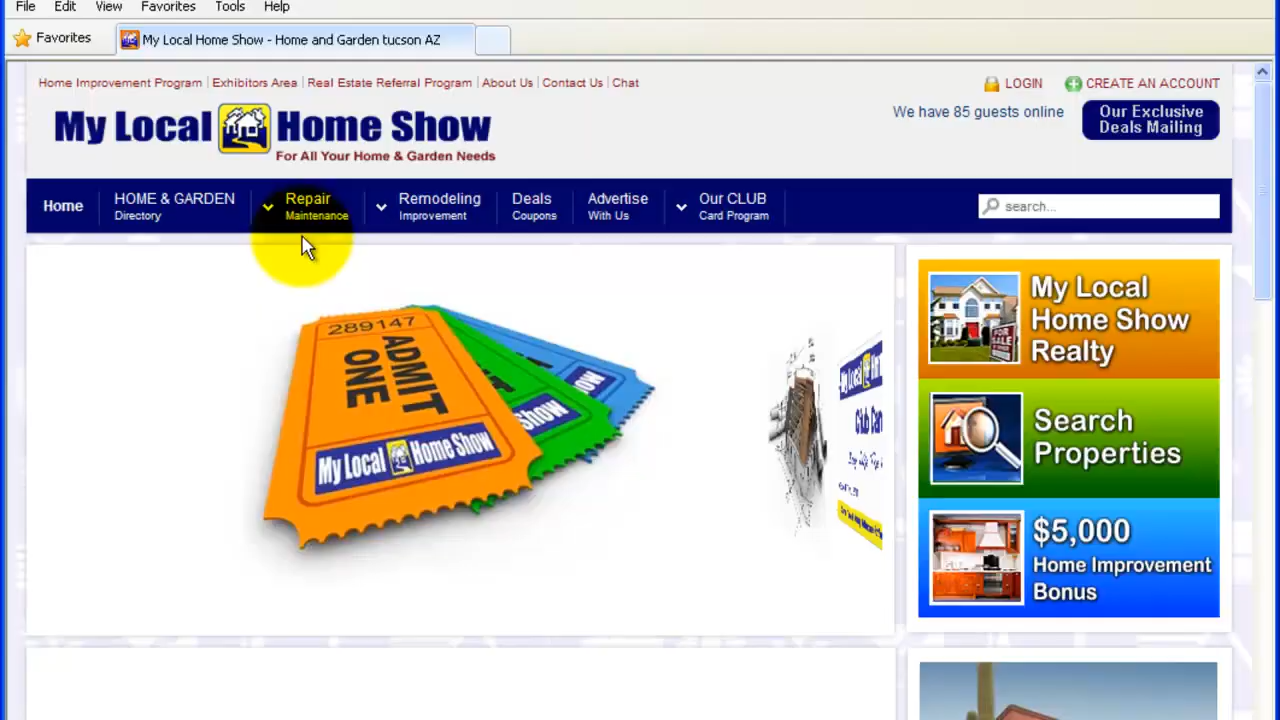 File Edit View Favorites Tools Help
Favorites My Local Home Show - Home and Garden tucson AZ
Home Improvement Program Exhibitors Area Real Estate Referral Program About Us Contact Us Chat
LOGIN CREATE AN ACCOUNT
My Local Home Show
For All Your Home & Garden Needs
We have 85 guests online
Our Exclusive
Deals Mailing
Home
HOME & GARDEN
Directory
Repair
Maintenance
Remodeling
Improvement
Deals
Coupons
Advertise
With Us
Our CLUB
Card Program
search...
289147
ADMIT
ONE
My Local Home Show
Show
My Local
Home Show
Realty
Search
Properties
$5,000
Home Improvement
Bonus